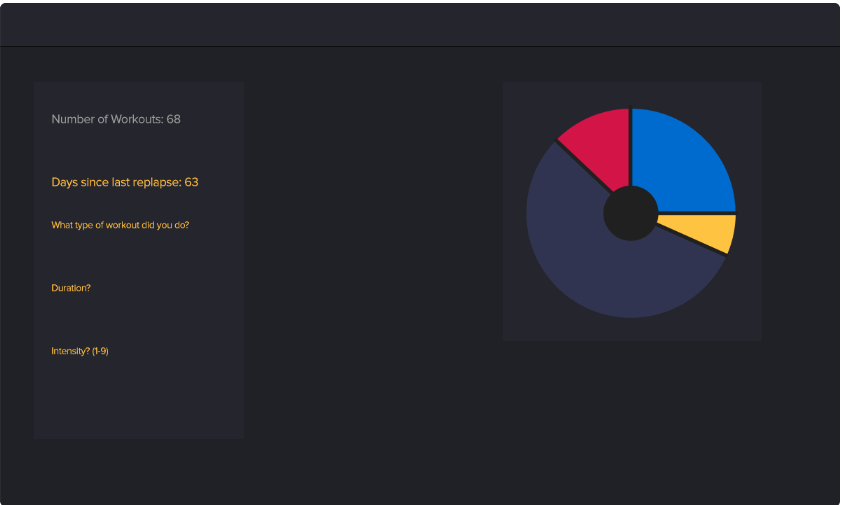 Number of Workouts: 68
Days since last replapse: 63
What type of workout did you do?
Duration?
Intensity? (1-9)